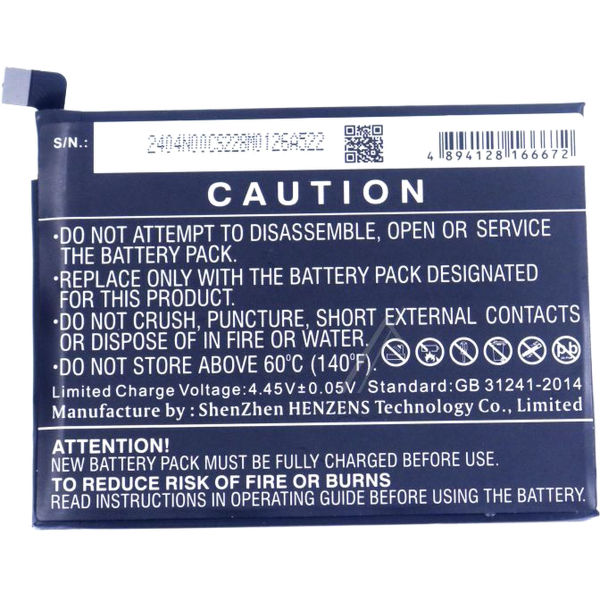 S/N.: 2404N00C5228M0126A522
4 894128 166672
CAUTION
•DO NOT ATTEMPT TO DISASSEMBLE, OPEN OR SERVICE
THE BATTERY PACK.
•REPLACE ONLY WITH THE BATTERY PACK DESIGNATED
FOR THIS PRODUCT.
•DO NOT CRUSH, PUNCTURE, SHORT EXTERNAL CONTACTS
OR DISPOSE OF IN FIRE OR WATER.
•DO NOT STORE ABOVE 60°C (140°F).
Limited Charge Voltage: 4.45V±0.05V Standard: GB 31241-2014
Manufacture by : ShenZhen HENZENS Technology Co., Limited
ATTENTION!
NEW BATTERY PACK MUST BE FULLY CHARGED BEFORE USE.
TO REDUCE RISK OF FIRE OR BURNS
READ INSTRUCTIONS IN OPERATING GUIDE BEFORE USING THE BATTERY.